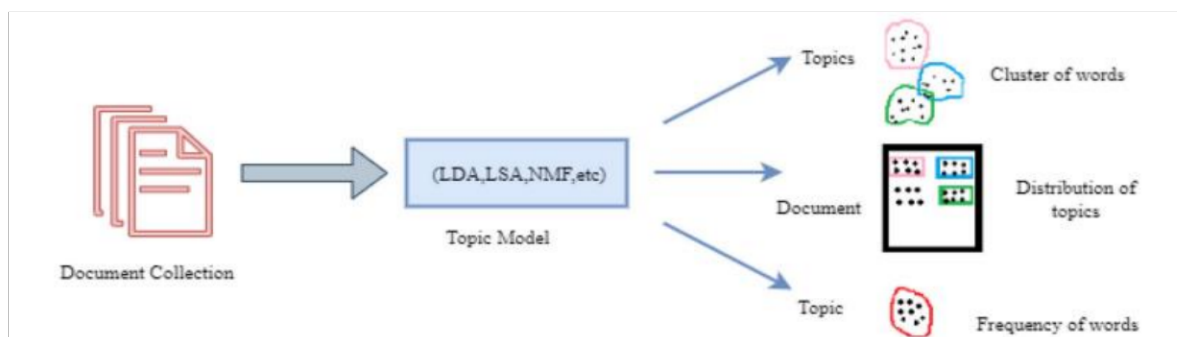 Document Collection
(LDA,LSA,NMF,etc)
Topic Model
Topics
Cluster of words
Document
Distribution of
topics
Topic
Frequency of words